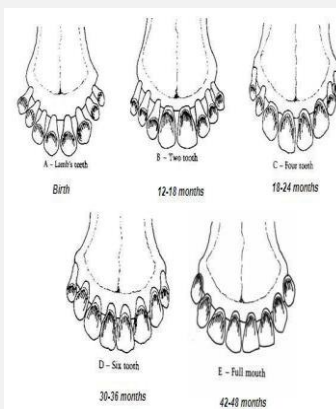 A – Lamb's teeth
Birth
B – Two tooth
12-18 months
C – Four tooth
18-24 months
D – Six tooth
30-36 months
E – Full mouth
42-48 months